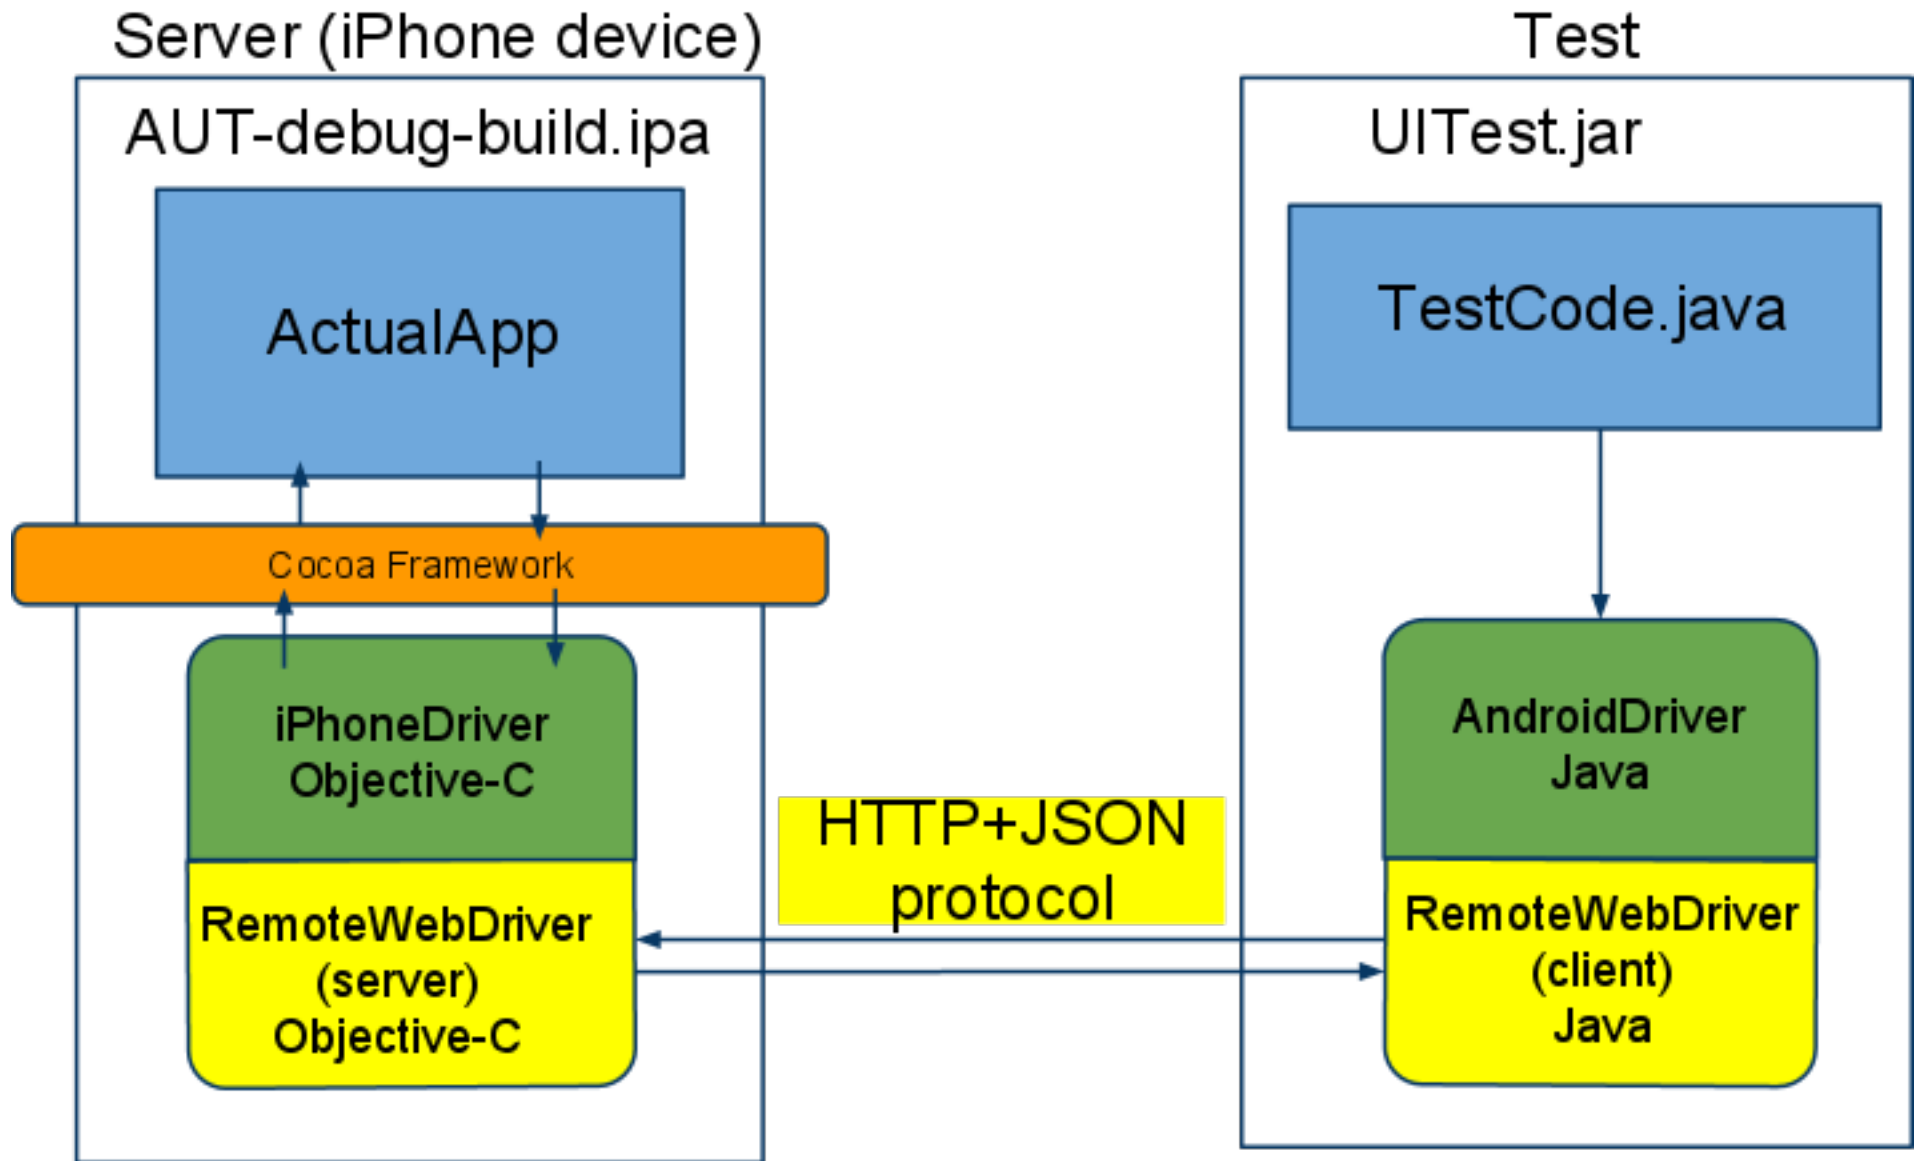 Server (iPhone device)
AUT-debug-build.ipa
ActualApp
Cocoa Framework
iPhoneDriver
Objective-C
RemoteWebDriver
(server)
Objective-C
HTTP+JSON
protocol
Test
UITest.jar
TestCode.java
AndroidDriver
Java
RemoteWebDriver
(client)
Java